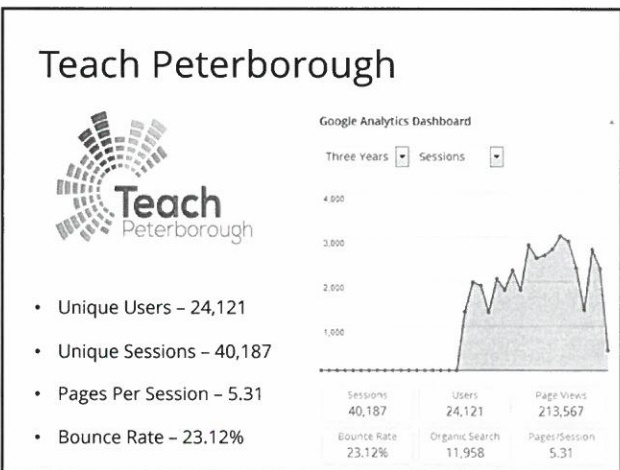 Teach Peterborough
Teach
Peterborough
• Unique Users – 24,121
• Unique Sessions – 40,187
• Pages Per Session – 5.31
• Bounce Rate – 23.12%
Google Analytics Dashboard
Three Years Sessions
4,000
3,000
2,000
1,000
Sessions Users Page Views
40,187 24,121 213,567
Bounce Rate Organic Search Pages/Session
23.12% 11,958 5.31